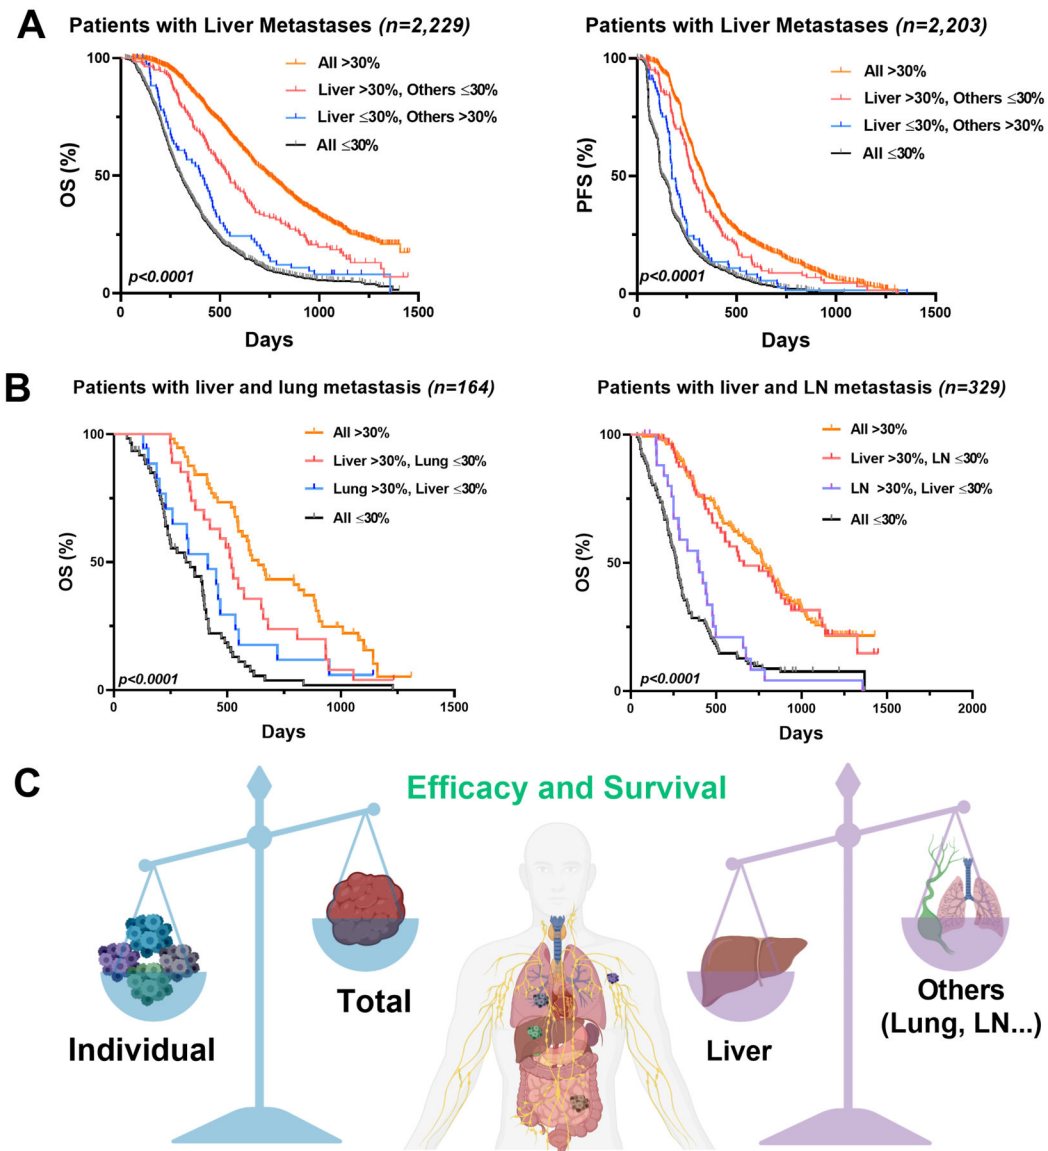 A
Patients with Liver Metastases (n=2,229)
All >30%
Liver >30%, Others ≤30%
Liver ≤30%, Others >30%
All ≤30%
OS (%)
100
50
0
p<0.0001
0
500
1000
1500
Days
Patients with Liver Metastases (n=2,203)
All >30%
Liver >30%, Others ≤30%
Liver ≤30%, Others >30%
All ≤30%
PFS (%)
100
50
0
p<0.0001
0
500
1000
1500
Days
B
Patients with liver and lung metastasis (n=164)
All >30%
Liver >30%, Lung ≤30%
Lung >30%, Liver ≤30%
All ≤30%
OS (%)
100
50
0
p<0.0001
0
500
1000
1500
Days
Patients with liver and LN metastasis (n=329)
All >30%
Liver >30%, LN ≤30%
LN >30%, Liver ≤30%
All ≤30%
OS (%)
100
50
0
p<0.0001
0
500
1000
1500
2000
Days
C
Efficacy and Survival
Individual
Total
Liver
Others
(Lung, LN...)